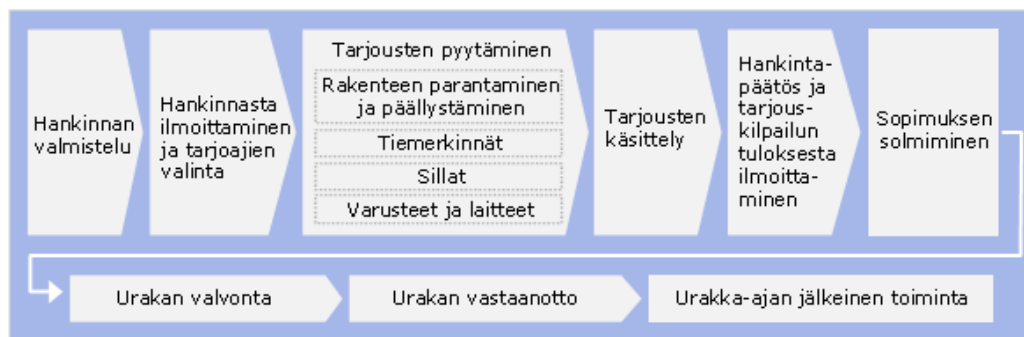 Hankinnan
valmistelu
Hankinnasta
ilmoittaminen
ja tarjoajien
valinta
Tarjousten pyytäminen
Rakenteen parantaminen
ja päällystäminen
Tiemerkinnät
Sillat
Varusteet ja laitteet
Tarjousten
käsittely
Hankinta-
päätös ja
tarjous-
kilpailun
tuloksesta
ilmoitta-
minen
Sopimuksen
solmiminen
Urakan valvonta
Urakan vastaanotto
Urakka-ajan jälkeinen toiminta